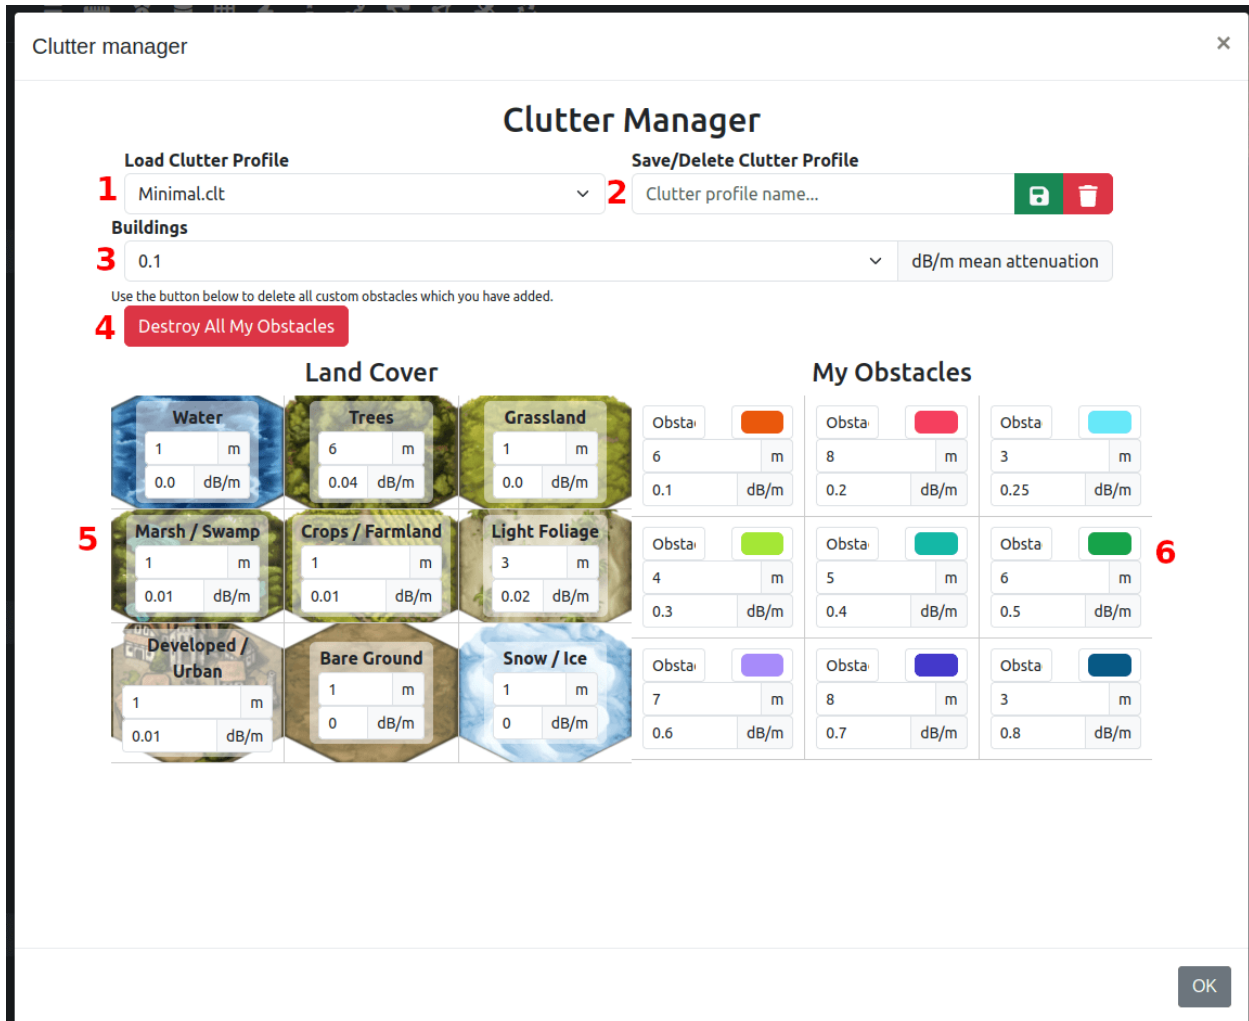 Clutter manager ×
Clutter Manager
Load Clutter Profile Save/Delete Clutter Profile
1 Minimal.clt 2 Clutter profile name...
Buildings
3 0.1 dB/m mean attenuation
Use the button below to delete all custom obstacles which you have added.
4 Destroy All My Obstacles
Land Cover My Obstacles
Water Trees Grassland Obsta Obsta Obsta
1 m 6 m 1 m 6 m 8 m 3 m
0.0 dB/m 0.04 dB/m 0.0 dB/m 0.1 dB/m 0.2 dB/m 0.25 dB/m
5 Marsh / Swamp Crops / Farmland Light Foliage Obsta Obsta Obsta 6
1 m 1 m 3 m 4 m 5 m 6 m
0.01 dB/m 0.01 dB/m 0.02 dB/m 0.3 dB/m 0.4 dB/m 0.5 dB/m
Developed /
Urban Bare Ground Snow / Ice Obsta Obsta Obsta
1 m 1 m 1 m 7 m 8 m 3 m
0.01 dB/m 0 dB/m 0 dB/m 0.6 dB/m 0.7 dB/m 0.8 dB/m
OK